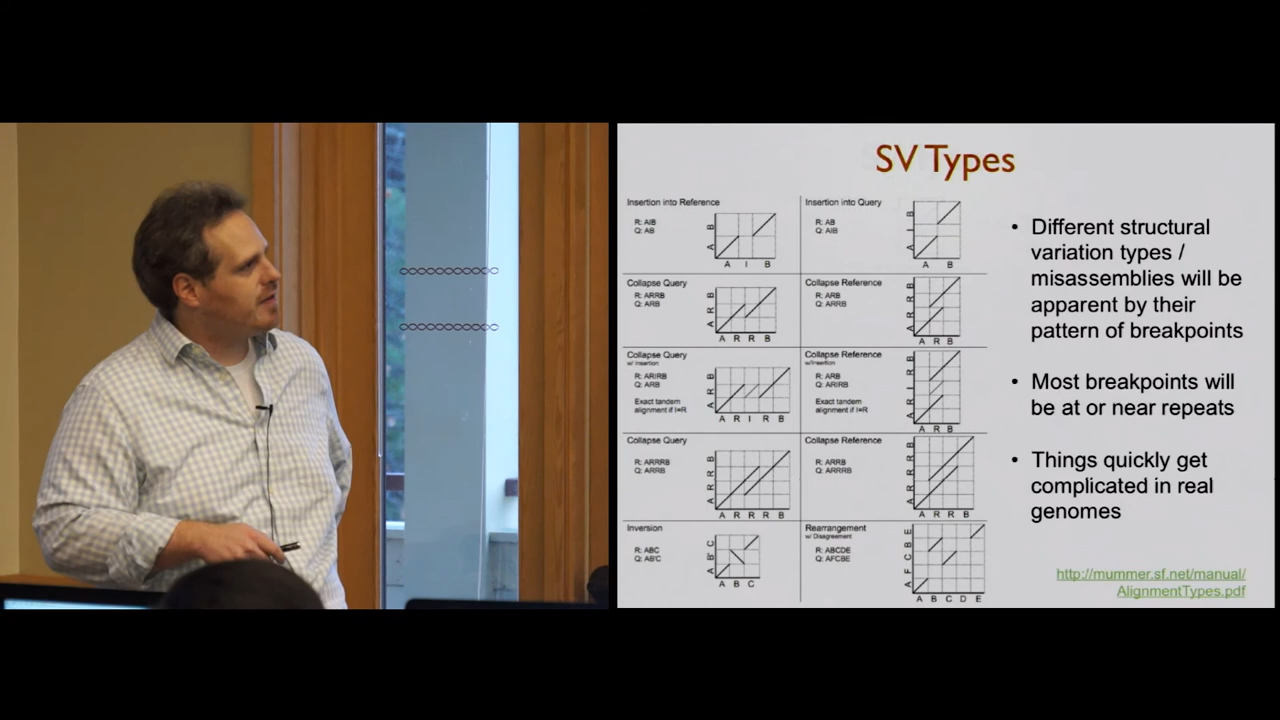 SV Types
Insertion into Reference
R: AIB
Q: AB
A B
A I B
Insertion into Query
R: AB
Q: AIB
A I B
A B
Collapse Query
R: ARRB
Q: ARB
A R B
A R R B
Collapse Reference
R: ARB
Q: ARRB
A R R B
A R B
Collapse Query
w/ Insertion
R: ARIRB
Q: ARB
Exact tandem
alignment if I=R
A R B
A R I R B
Collapse Reference
w/ Insertion
R: ARB
Q: ARIRB
Exact tandem
alignment if I=R
A R I R B
A R B
Collapse Query
R: ARRRB
Q: ARRB
A R R B
A R R R B
Collapse Reference
R: ARRB
Q: ARRRB
A R R R B
A R R B
Inversion
R: ABC
Q: AB'C
A B' C
A B C
Rearrangement
w/ Disagreement
R: ABCDE
Q: AFCBE
A F C B E
A B C D E
• Different structural
variation types /
misassemblies will be
apparent by their
pattern of breakpoints
• Most breakpoints will
be at or near repeats
• Things quickly get
complicated in real
genomes
http://mummer.sf.net/manual/
AlignmentTypes.pdf